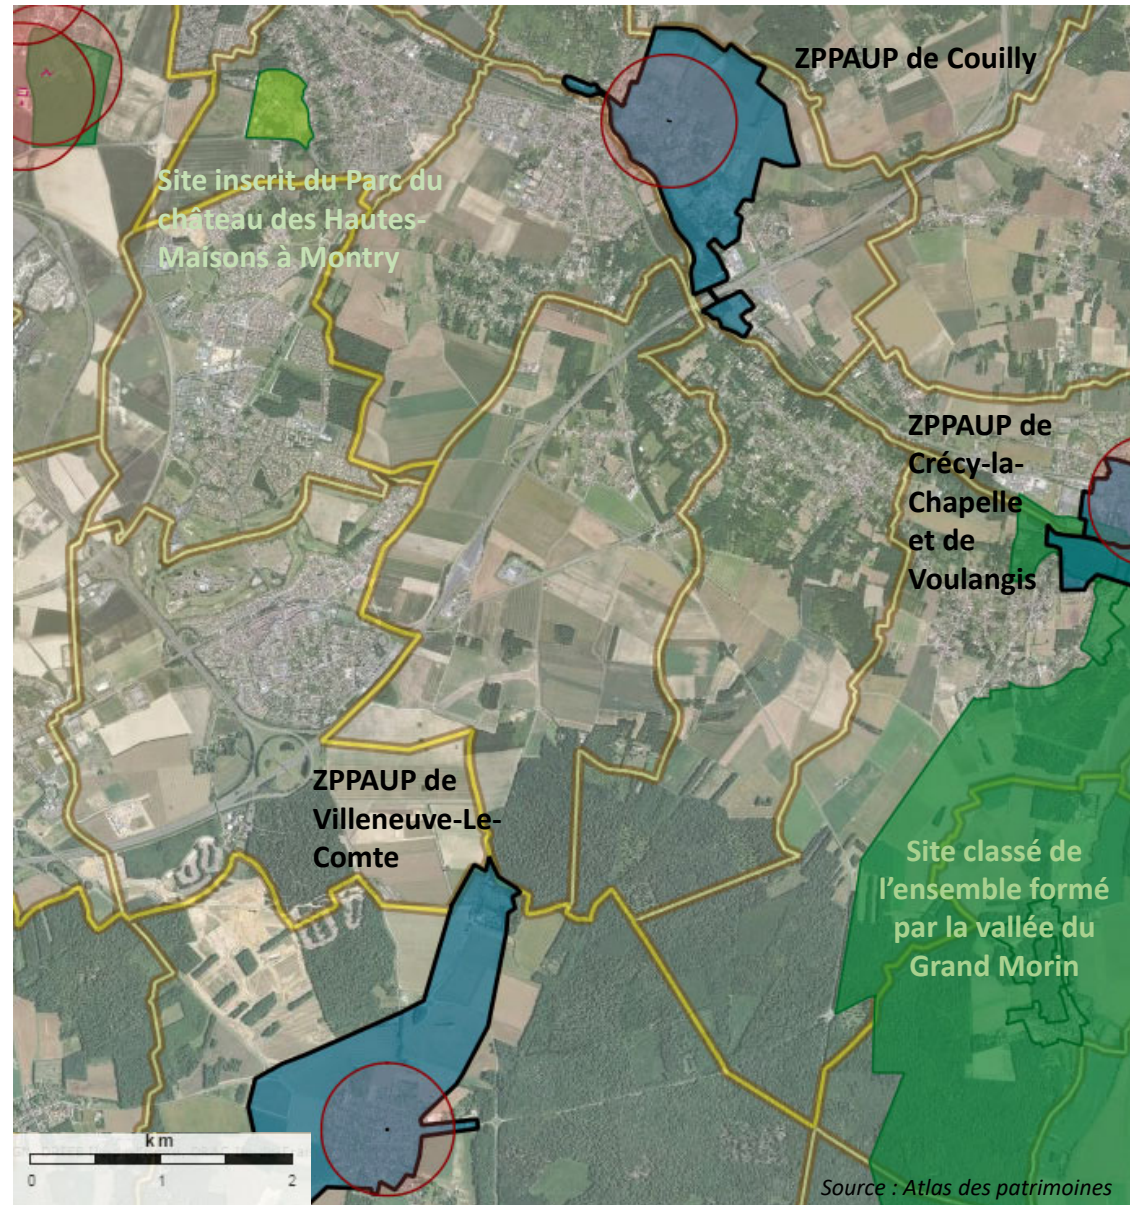 ZPPAUP de Couilly
Site inscrit du Parc du
château des Hautes-
Maisons à Montry
ZPPAUP de
Crécy-la-
Chapelle
et de
Voulangis
ZPPAUP de
Villeneuve-Le-
Comte
Site classé de
l'ensemble formé
par la vallée du
Grand Morin
km
0 1 2
Source : Atlas des patrimoines